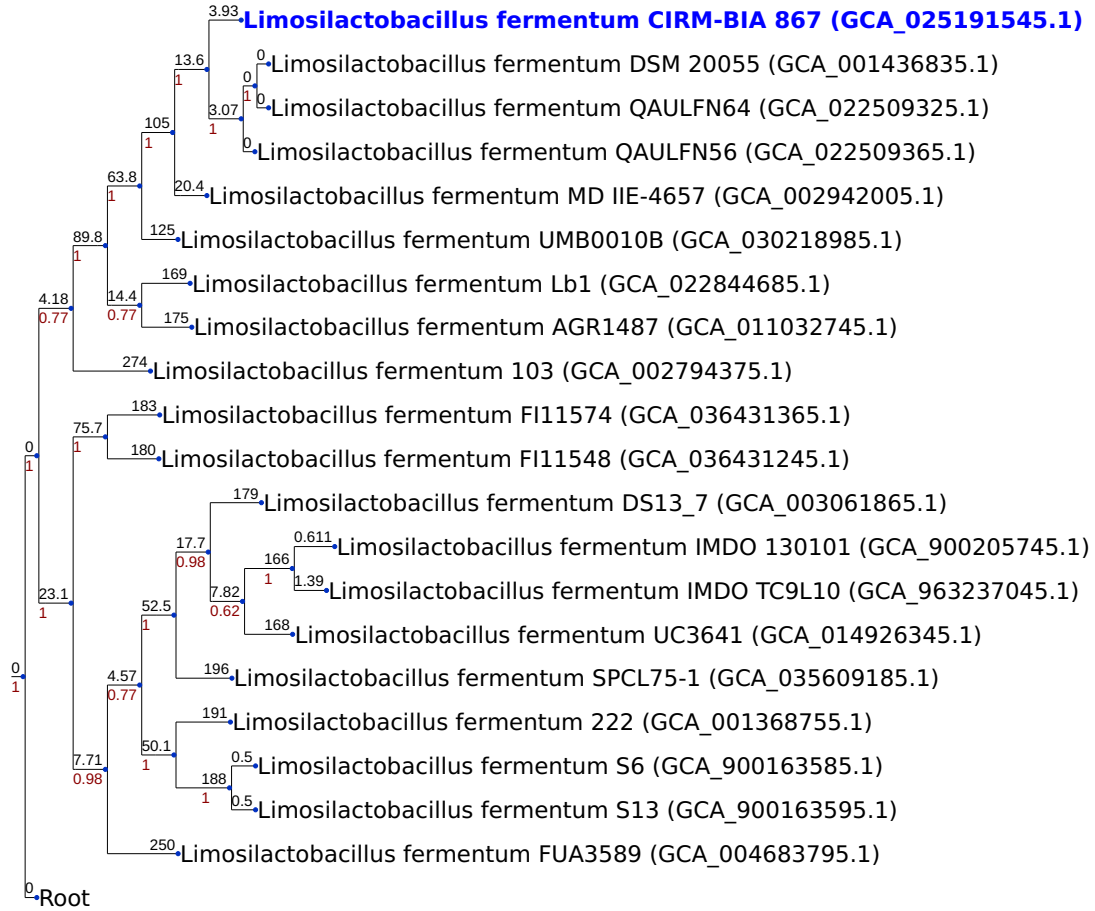 3.93 Limosilactobacillus fermentum CIRM-BIA 867 (GCA_025191545.1)
0 Limosilactobacillus fermentum DSM 20055 (GCA_001436835.1)
13.6
1
0
1
0 Limosilactobacillus fermentum QAULFN64 (GCA_022509325.1)
3.07
1
105
1
0 Limosilactobacillus fermentum QAULFN56 (GCA_022509365.1)
63.8
1
20.4 Limosilactobacillus fermentum MD IIE-4657 (GCA_002942005.1)
89.8
1
125 Limosilactobacillus fermentum UMB0010B (GCA_030218985.1)
169 Limosilactobacillus fermentum Lb1 (GCA_022844685.1)
4.18
0.77
14.4
0.77
175 Limosilactobacillus fermentum AGR1487 (GCA_011032745.1)
274 Limosilactobacillus fermentum 103 (GCA_002794375.1)
183 Limosilactobacillus fermentum FI11574 (GCA_036431365.1)
75.7
1
0
1
180 Limosilactobacillus fermentum FI11548 (GCA_036431245.1)
179 Limosilactobacillus fermentum DS13_7 (GCA_003061865.1)
17.7
0.98
0.611 Limosilactobacillus fermentum IMDO 130101 (GCA_900205745.1)
166
1
1.39 Limosilactobacillus fermentum IMDO TC9L10 (GCA_963237045.1)
23.1
1
52.5
1
7.82
0.62
168 Limosilactobacillus fermentum UC3641 (GCA_014926345.1)
0
1
4.57
0.77
196 Limosilactobacillus fermentum SPCL75-1 (GCA_035609185.1)
191 Limosilactobacillus fermentum 222 (GCA_001368755.1)
50.1
1
7.71
0.98
0.5 Limosilactobacillus fermentum S6 (GCA_900163585.1)
188
1
0.5 Limosilactobacillus fermentum S13 (GCA_900163595.1)
250 Limosilactobacillus fermentum FUA3589 (GCA_004683795.1)
0 Root